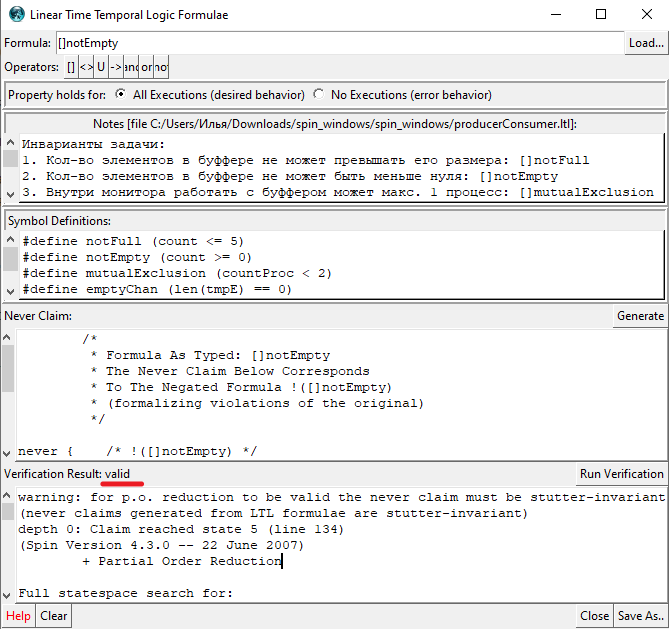 Linear Time Temporal Logic Formulae
Formula: []notEmpty Load...
Operators: [] <> U -> and or not
Property holds for: All Executions (desired behavior) No Executions (error behavior)
Notes [file C:/Users/Илья/Downloads/spin_windows/spin_windows/producerConsumer.ltl]:
Инварианты задачи:
1. Кол-во элементов в буффере не может превышать его размера: []notFull
2. Кол-во элементов в буффере не может быть меньше нуля: []notEmpty
3. Внутри монитора работать с буффером может макс. 1 процесс: []mutualExclusion
Symbol Definitions:
#define notFull (count <= 5)
#define notEmpty (count >= 0)
#define mutualExclusion (countProc < 2)
#define emptyChan (len(tmpE) == 0)
Never Claim: Generate
/*
* Formula As Typed: []notEmpty
* The Never Claim Below Corresponds
* To The Negated Formula !([]notEmpty)
* (formalizing violations of the original)
*/
never { /* !([]notEmpty) */
Verification Result: valid Run Verification
warning: for p.o. reduction to be valid the never claim must be stutter-invariant
(never claims generated from LTL formulae are stutter-invariant)
depth 0: Claim reached state 5 (line 134)
(Spin Version 4.3.0 -- 22 June 2007)
+ Partial Order Reduction
Full statespace search for:
Help Clear Close Save As..